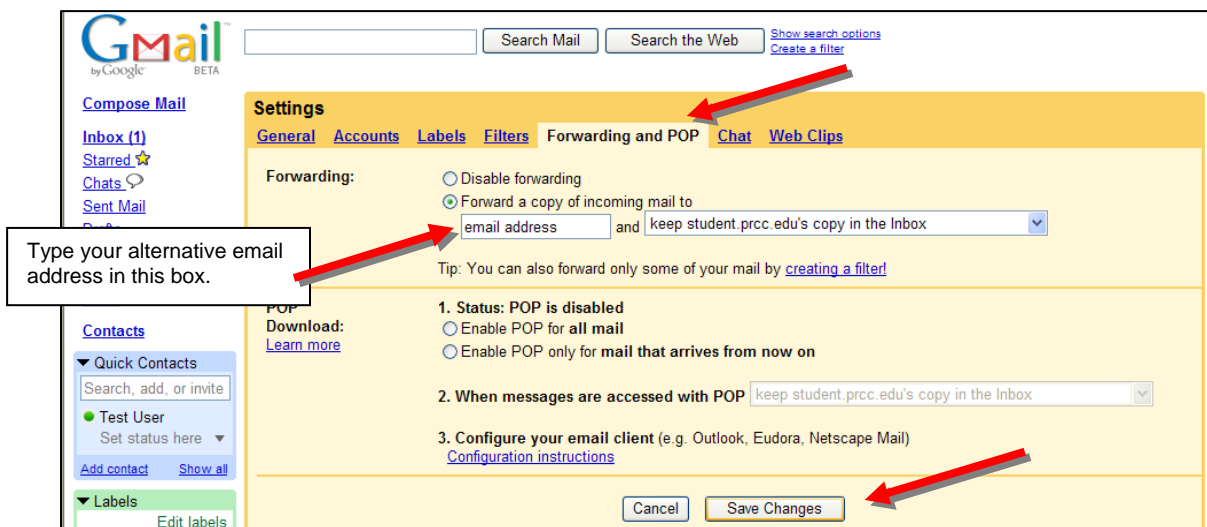 Gmail
by Google BETA
Search Mail Search the Web Show search options
Create a filter
Compose Mail
Inbox (1)
Starred
Chats
Sent Mail
Settings
General Accounts Labels Filters Forwarding and POP Chat Web Clips
Forwarding:
Disable forwarding
Forward a copy of incoming mail to
email address and keep student.prcc.edu's copy in the Inbox
Tip: You can also forward only some of your mail by creating a filter!
Type your alternative email
address in this box.
POP
Download:
Learn more
1. Status: POP is disabled
Enable POP for all mail
Enable POP only for mail that arrives from now on
2. When messages are accessed with POP keep student.prcc.edu's copy in the Inbox
3. Configure your email client (e.g. Outlook, Eudora, Netscape Mail)
Configuration instructions
Cancel Save Changes
Contacts
Quick Contacts
Search, add, or invite
Test User
Set status here
Add contact Show all
Labels
Edit labels